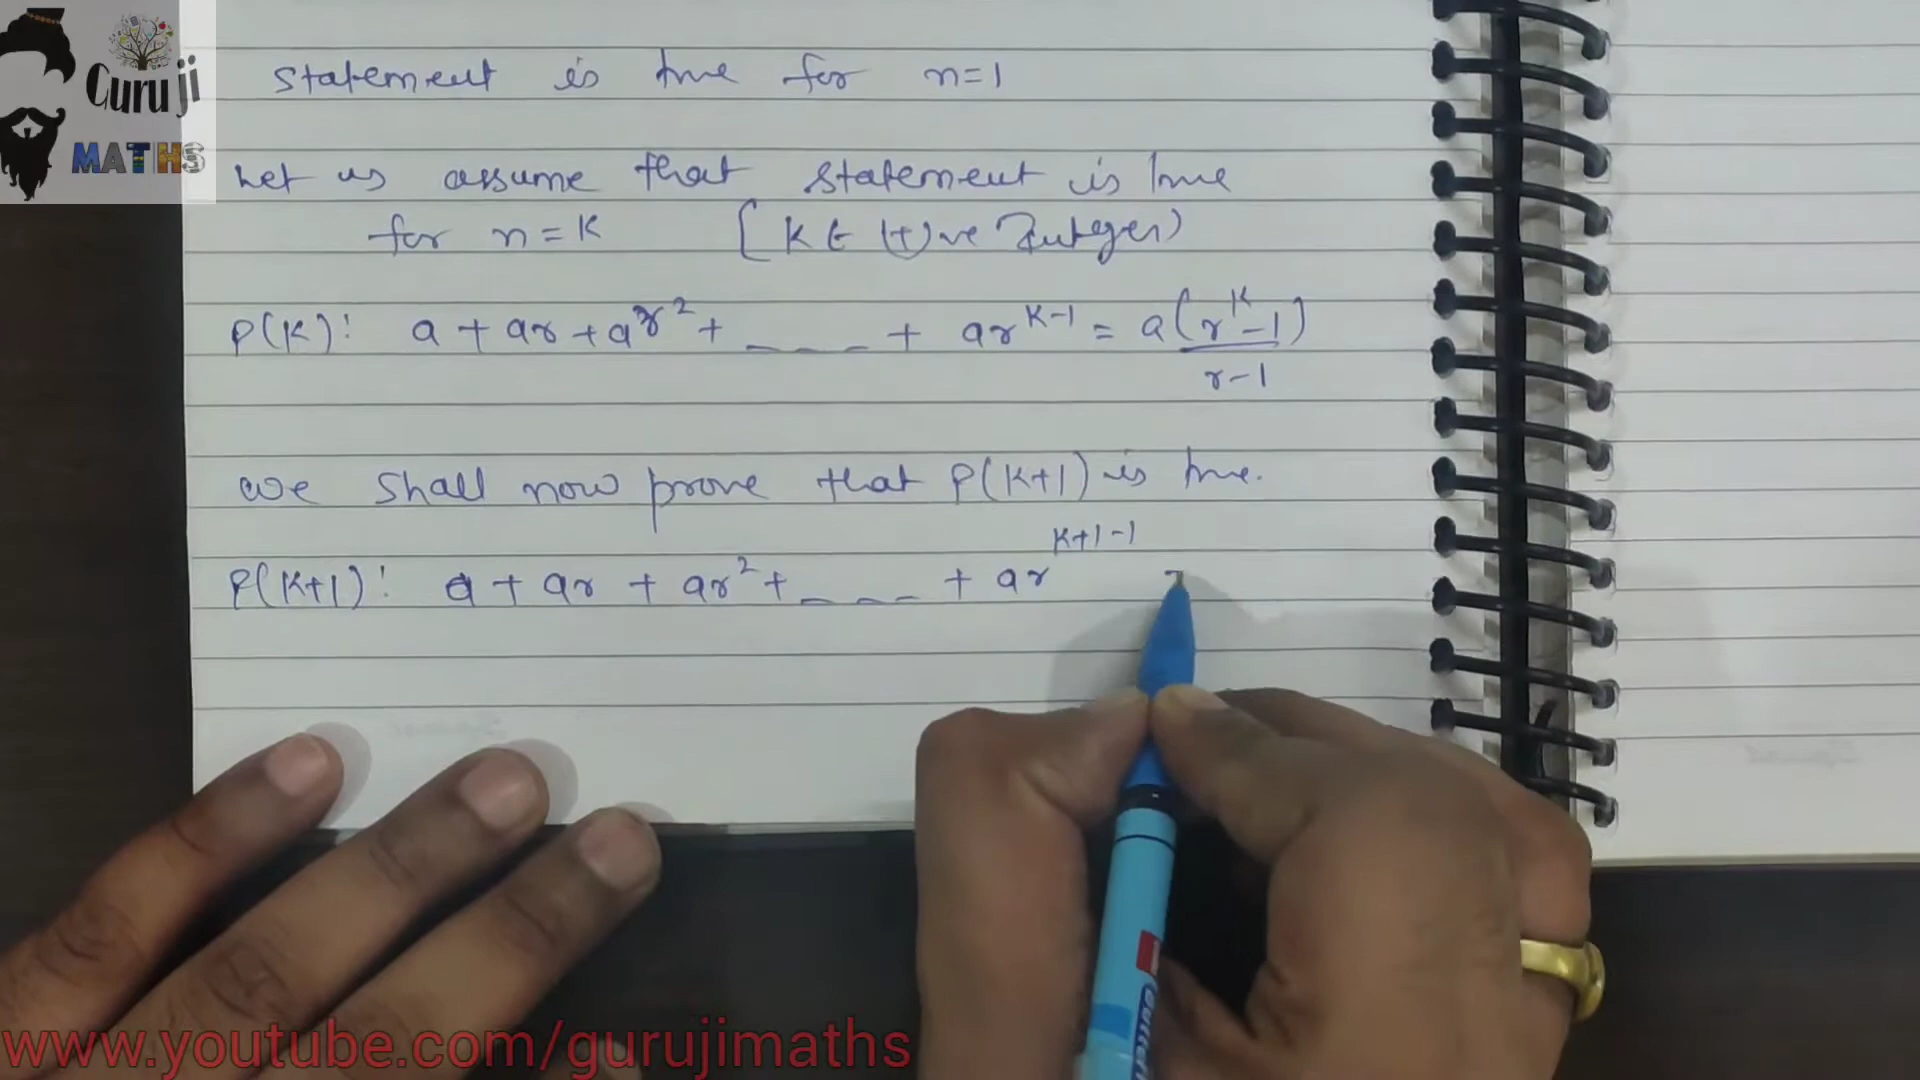 Guruji
MATHS
Statement is true for n=1
Let us assume that statement is true
for n=K [K ∈ (+)ve Integer)
P(K): a + ar + ar² + ___ + ar^(K-1) = a(r^K-1)/(r-1)
we shall now prove that P(K+1) is true.
P(K+1): a + ar + ar² + ___ + ar^(K+1-1)
www.youtube.com/gurujimaths